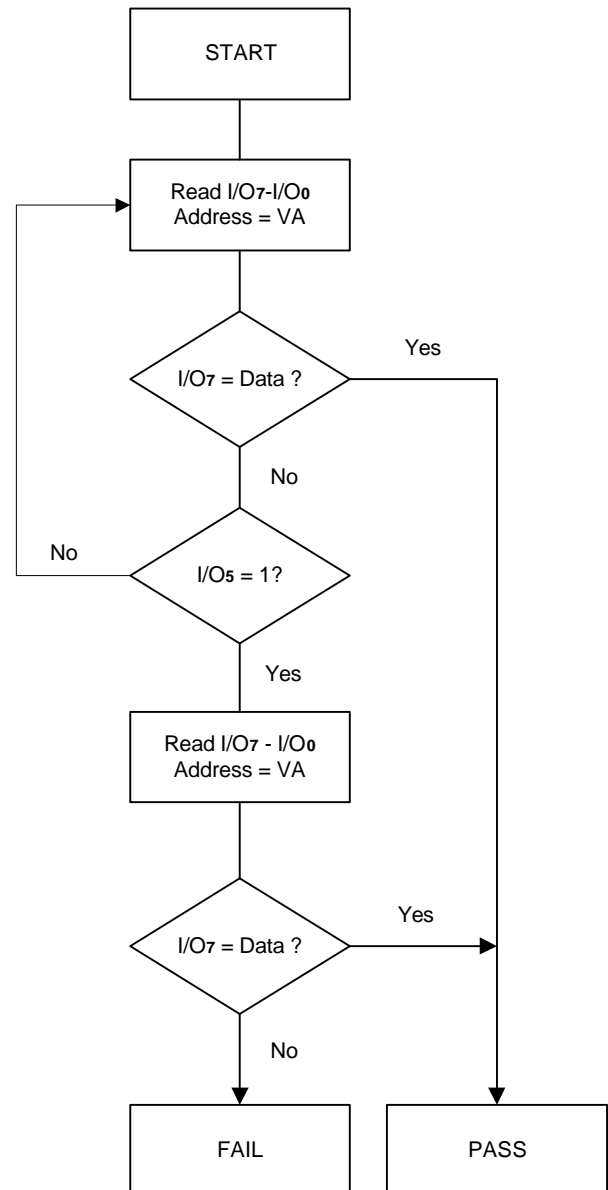 START
Read I/O7-I/O0
Address = VA
Yes
I/O7 = Data ?
No
No
I/O5 = 1?
Yes
Read I/O7 - I/O0
Address = VA
Yes
I/O7 = Data ?
No
FAIL
PASS